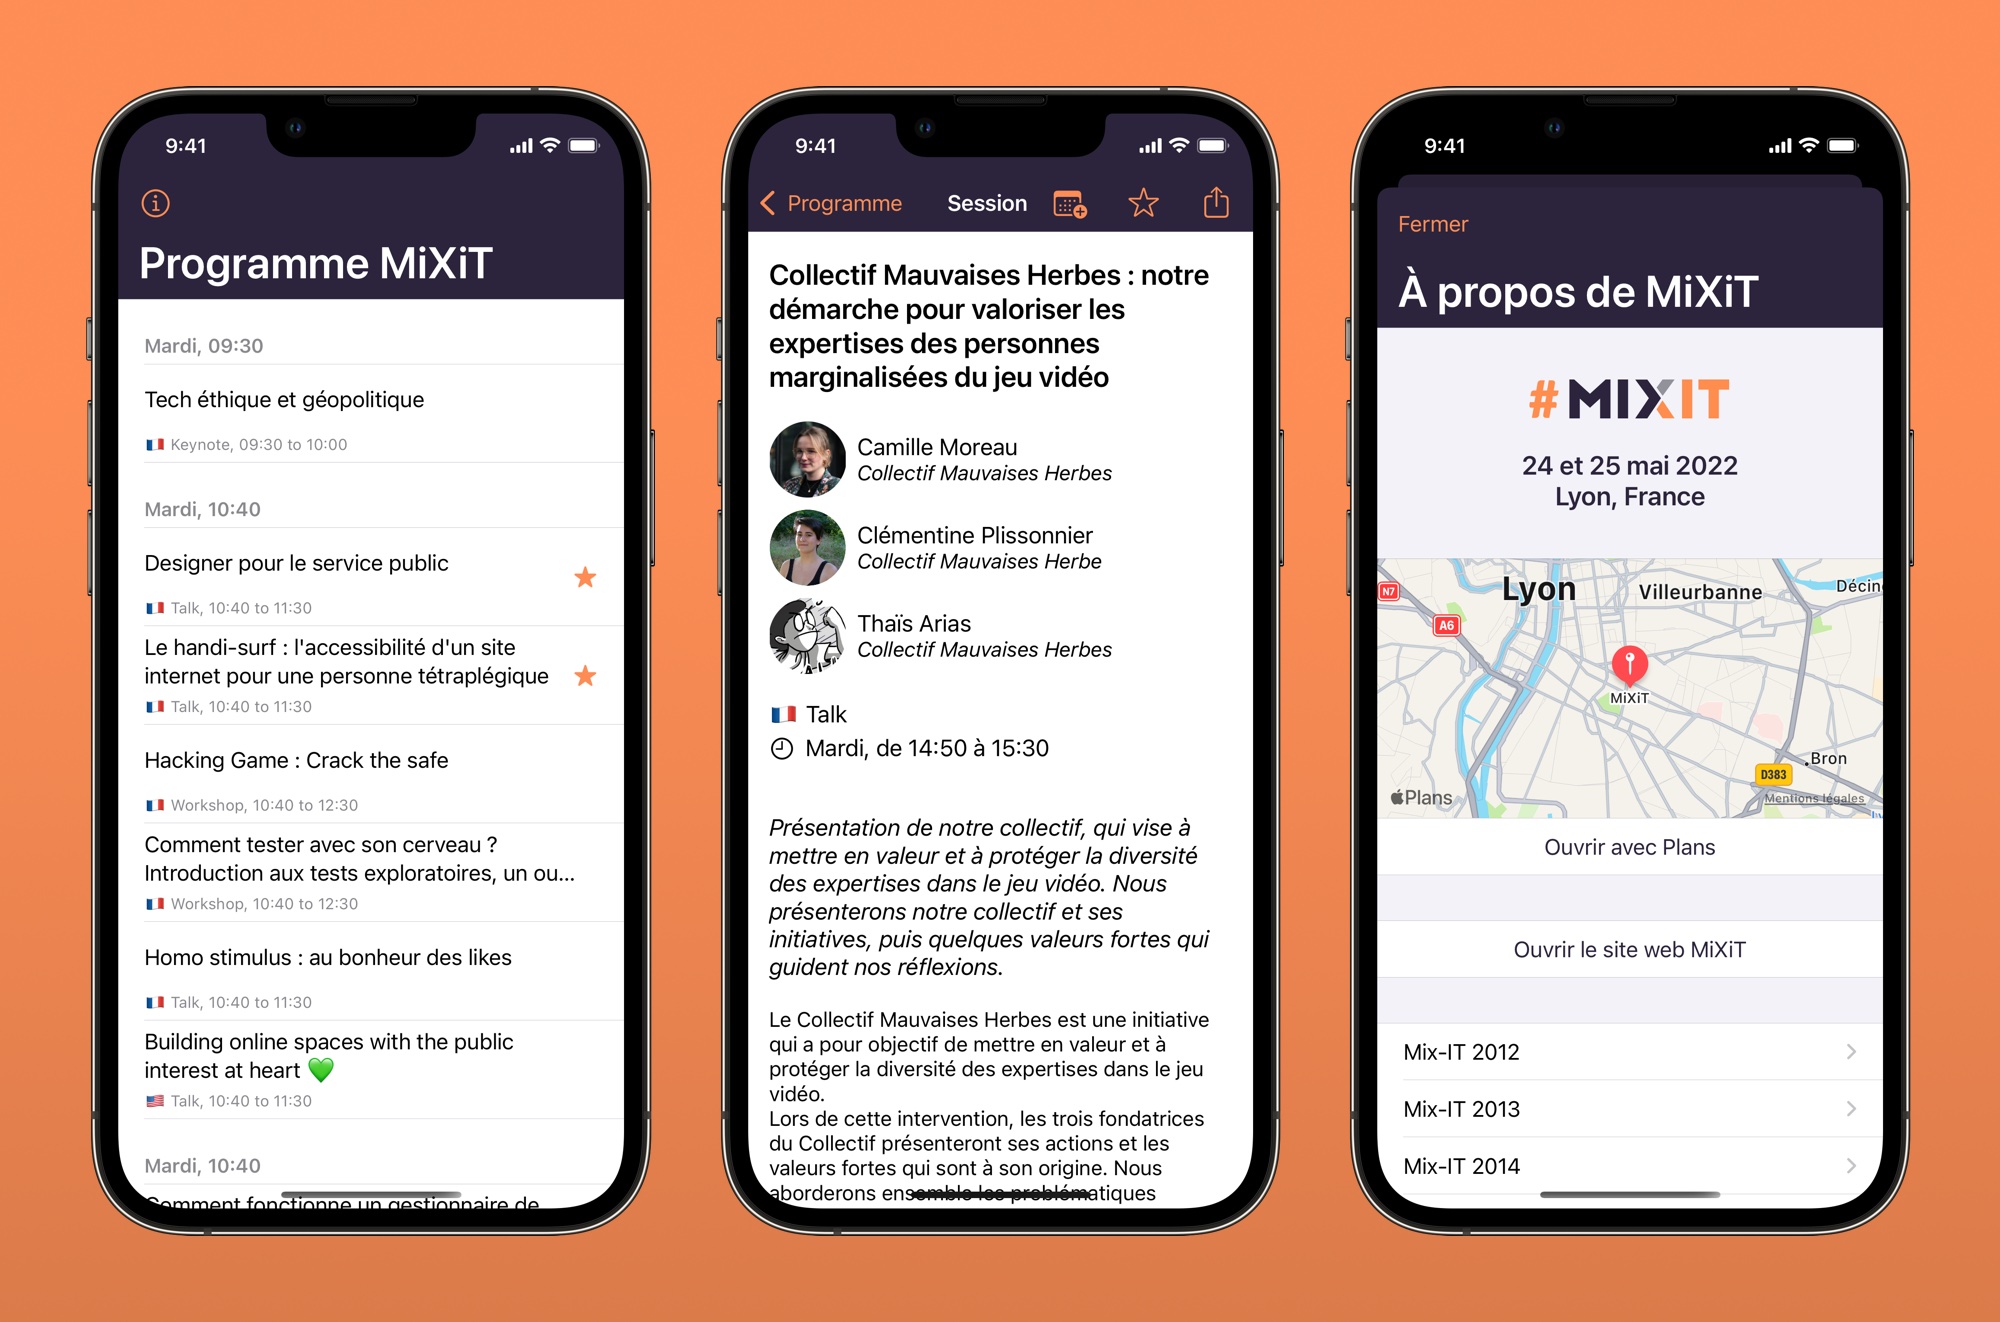 9:41
Programme MiXiT
Mardi, 09:30
Tech éthique et géopolitique
Keynote, 09:30 to 10:00
Mardi, 10:40
Designer pour le service public
Talk, 10:40 to 11:30
Le handi-surf : l'accessibilité d'un site
internet pour une personne tétraplégique
Talk, 10:40 to 11:30
Hacking Game : Crack the safe
Workshop, 10:40 to 12:30
Comment tester avec son cerveau ?
Introduction aux tests exploratoires, un ou...
Workshop, 10:40 to 12:30
Homo stimulus : au bonheur des likes
Talk, 10:40 to 11:30
Building online spaces with the public
interest at heart 💚
Talk, 10:40 to 11:30
Mardi, 10:40
Comment fonctionne un gestionnaire de
9:41
Programme Session
Collectif Mauvaises Herbes : notre
démarche pour valoriser les
expertises des personnes
marginalisées du jeu vidéo
Camille Moreau
Collectif Mauvaises Herbes
Clémentine Plissonnier
Collectif Mauvaises Herbe
Thaïs Arias
Collectif Mauvaises Herbes
Talk
Mardi, de 14:50 à 15:30
Présentation de notre collectif, qui vise à
mettre en valeur et à protéger la diversité
des expertises dans le jeu vidéo. Nous
présenterons notre collectif et ses
initiatives, puis quelques valeurs fortes qui
guident nos réflexions.
Le Collectif Mauvaises Herbes est une initiative
qui a pour objectif de mettre en valeur et à
protéger la diversité des expertises dans le jeu
vidéo.
Lors de cette intervention, les trois fondatrices
du Collectif présenteront ses actions et les
valeurs fortes qui sont à son origine. Nous
aborderons ensemble les problématiques
9:41
Fermer
À propos de MiXiT
#MIXIT
24 et 25 mai 2022
Lyon, France
Lyon
Villeurbanne
Décin
N7
A6
MiXiT
Bron
D383
Plans
Mentions légales
Ouvrir avec Plans
Ouvrir le site web MiXiT
Mix-IT 2012
Mix-IT 2013
Mix-IT 2014